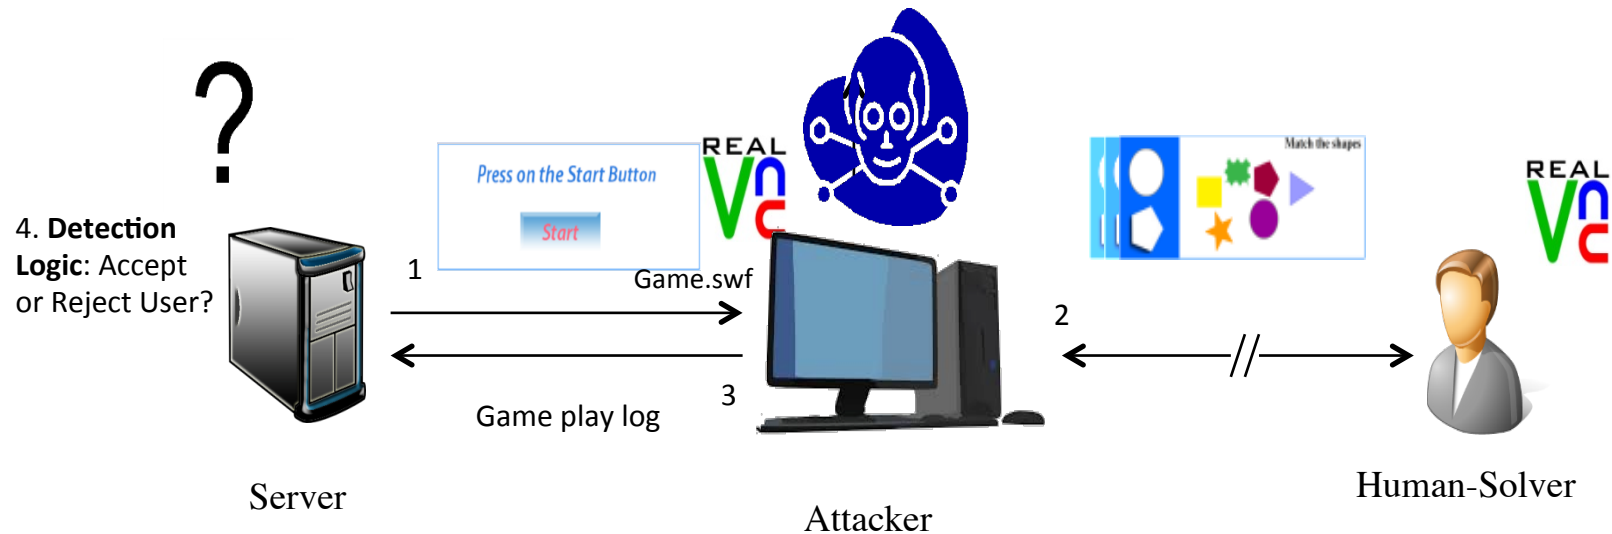 ?
4. Detection
Logic: Accept
or Reject User?
Server
1
Press on the Start Button
Start
REAL
Vnc
Game.swf
3
Game play log
Attacker
2
Match the shapes
REAL
Vnc
Human-Solver